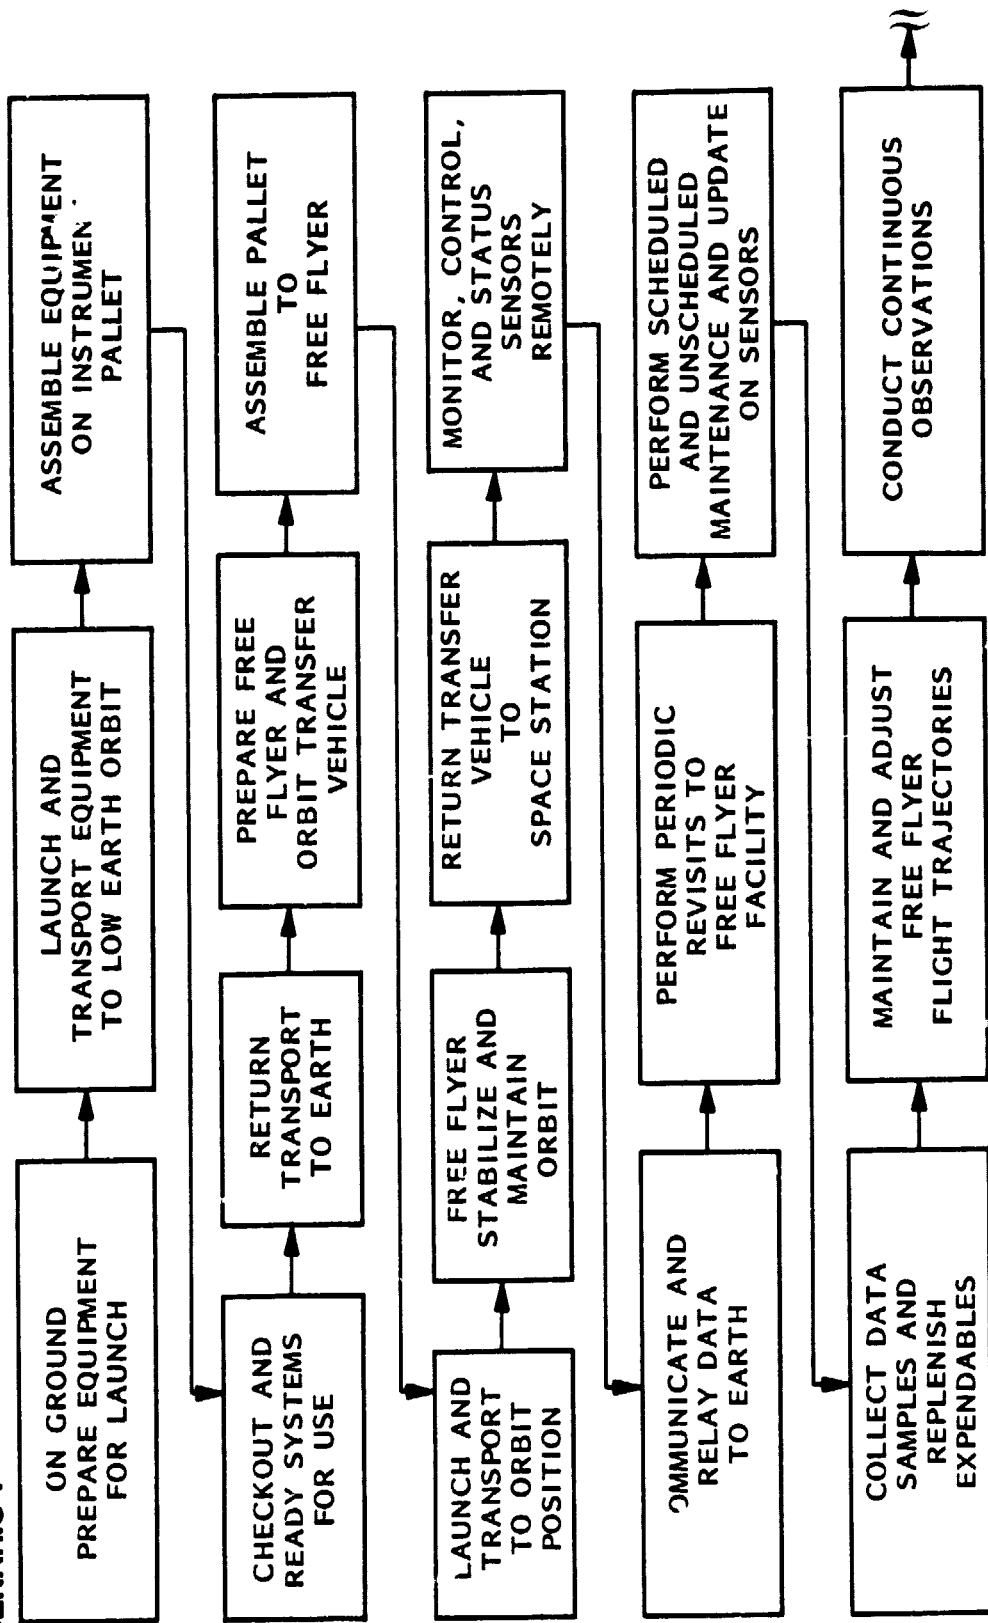 ON GROUND
PREPARE EQUIPMENT
FOR LAUNCH
LAUNCH AND
TRANSPORT EQUIPMENT
TO LOW EARTH ORBIT
ASSEMBLE EQUIPMENT
ON INSTRUMEN
PALLET
CHECKOUT AND
READY SYSTEMS
FOR USE
RETURN
TRANSPORT
TO EARTH
PREPARE FREE
FLYER AND
ORBIT TRANSFER
VEHICLE
ASSEMBLE PALLET
TO
FREE FLYER
LAUNCH AND
TRANSPORT
TO ORBIT
POSITION
FREE FLYER
STABILIZE AND
MAINTAIN
ORBIT
RETURN TRANSFER
VEHICLE
TO
SPACE STATION
MONITOR, CONTROL,
AND STATUS
SENSORS
REMOTELY
OMMUNICATE AND
RELAY DATA
TO EARTH
PERFORM PERIODIC
REVISITS TO
FREE FLYER
FACILITY
PERFORM SCHEDULED
AND UNSCHEDULED
MAINTENANCE AND UPDATE
ON SENSORS
COLLECT DATA
SAMPLES AND
REPLENISH
EXPENDABLES
MAINTAIN AND ADJUST
FREE FLYER
FLIGHT TRAJECTORIES
CONDUCT CONTINUOUS
OBSERVATIONS